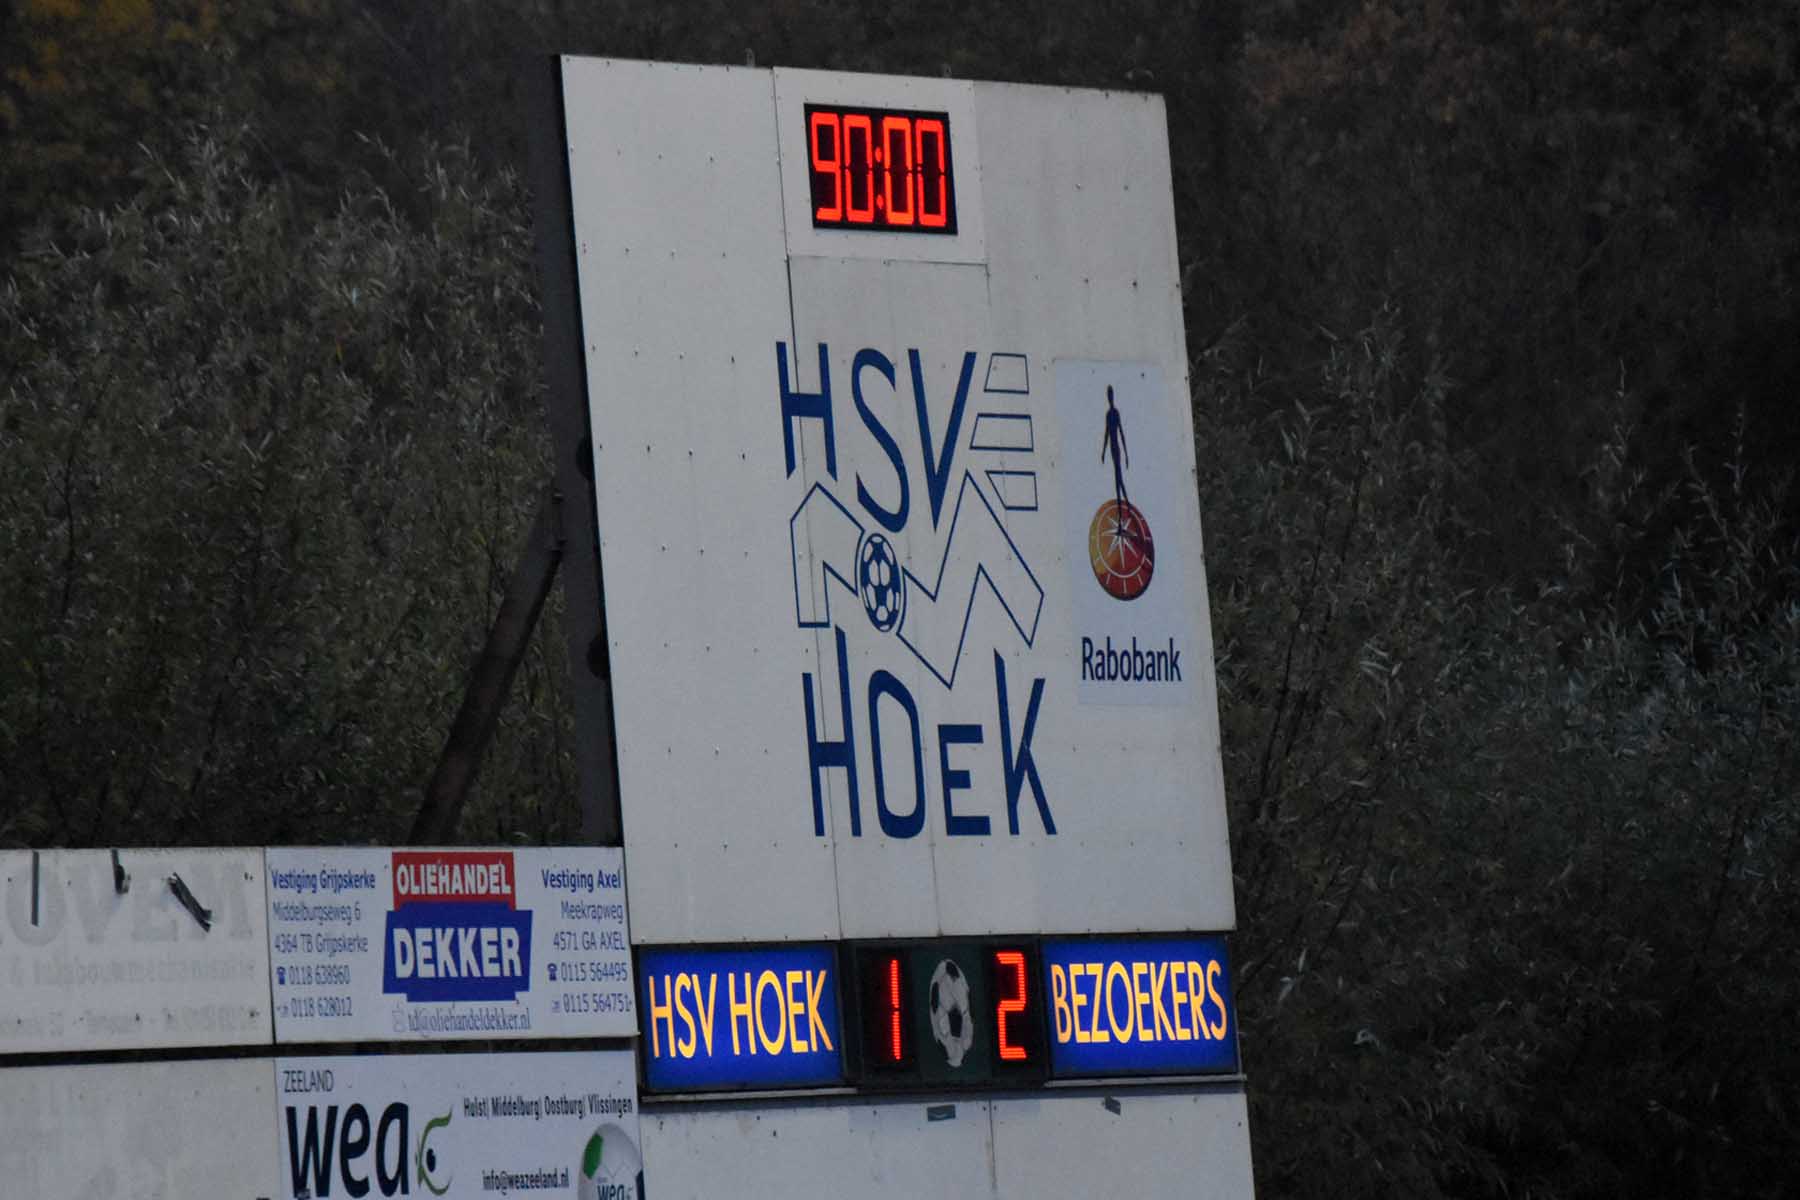 90:00
HSV
HOEK
Rabobank
HSV HOEK 1 2 BEZOEKERS
Vestiging Grijpskerke
Middelburgseweg 6
4364 TB Grijpskerke
0118 638960
0118 628012
OLIEHANDEL
DEKKER
td@oliehandeldekker.nl
Vestiging Axel
Meekrapweg
4571 GA AXEL
0115 564495
0115 564751
ZEELAND
wea
Hulst| Middelburg| Oostburg| Vlissingen
info@weazeeland.nl
wea